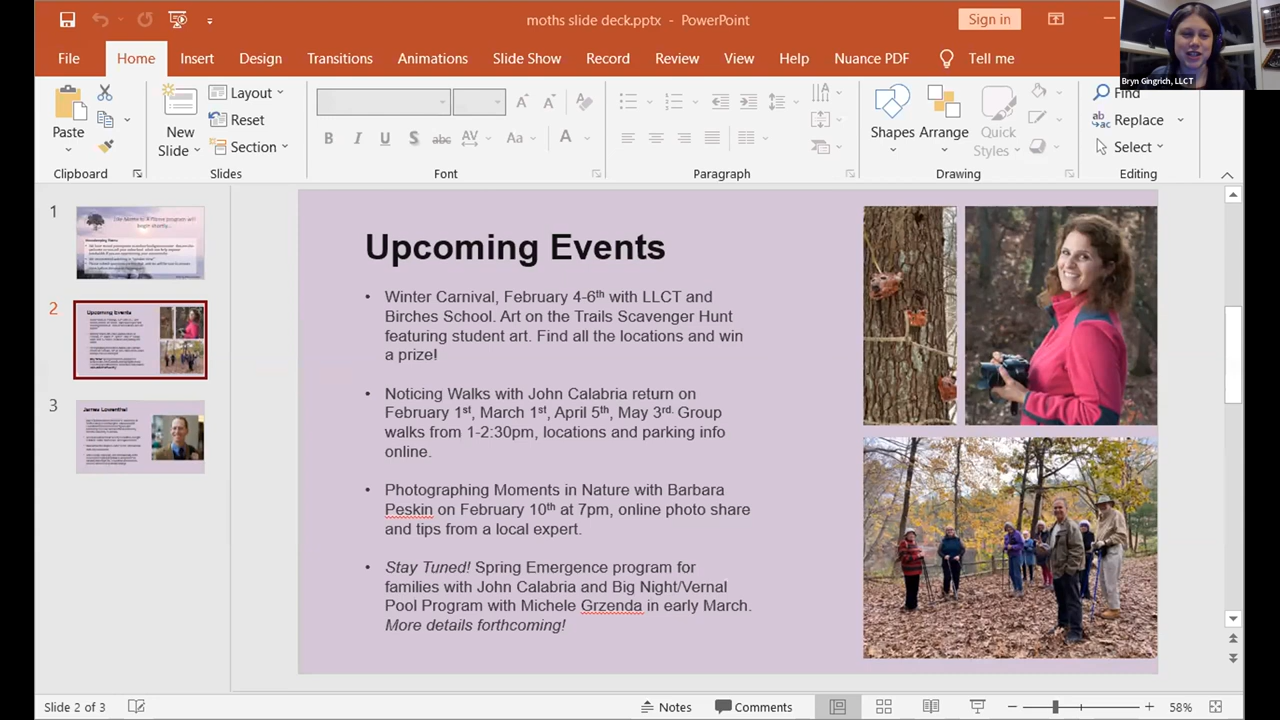 moths slide deck.pptx - PowerPoint
Sign in
Bryn Gingrich, LLCT
File Home Insert Design Transitions Animations Slide Show Record Review View Help Nuance PDF Tell me
Paste
Clipboard
New
Slide
Layout
Reset
Section
Slides
B I U S abc AV Aa A
Font
Paragraph
Shapes
Arrange
Quick
Styles
Drawing
Find
Replace
Select
Editing
1
2
Upcoming Events
3
James Lowenthal
Upcoming Events
• Winter Carnival, February 4-6th with LLCT and
Birches School. Art on the Trails Scavenger Hunt
featuring student art. Find all the locations and win
a prize!
• Noticing Walks with John Calabria return on
February 1st, March 1st, April 5th, May 3rd. Group
walks from 1-2:30pm, locations and parking info
online.
• Photographing Moments in Nature with Barbara
Peskin on February 10th at 7pm, online photo share
and tips from a local expert.
• Stay Tuned! Spring Emergence program for
families with John Calabria and Big Night/Vernal
Pool Program with Michele Grzenda in early March.
More details forthcoming!
Slide 2 of 3
Notes
Comments
58%